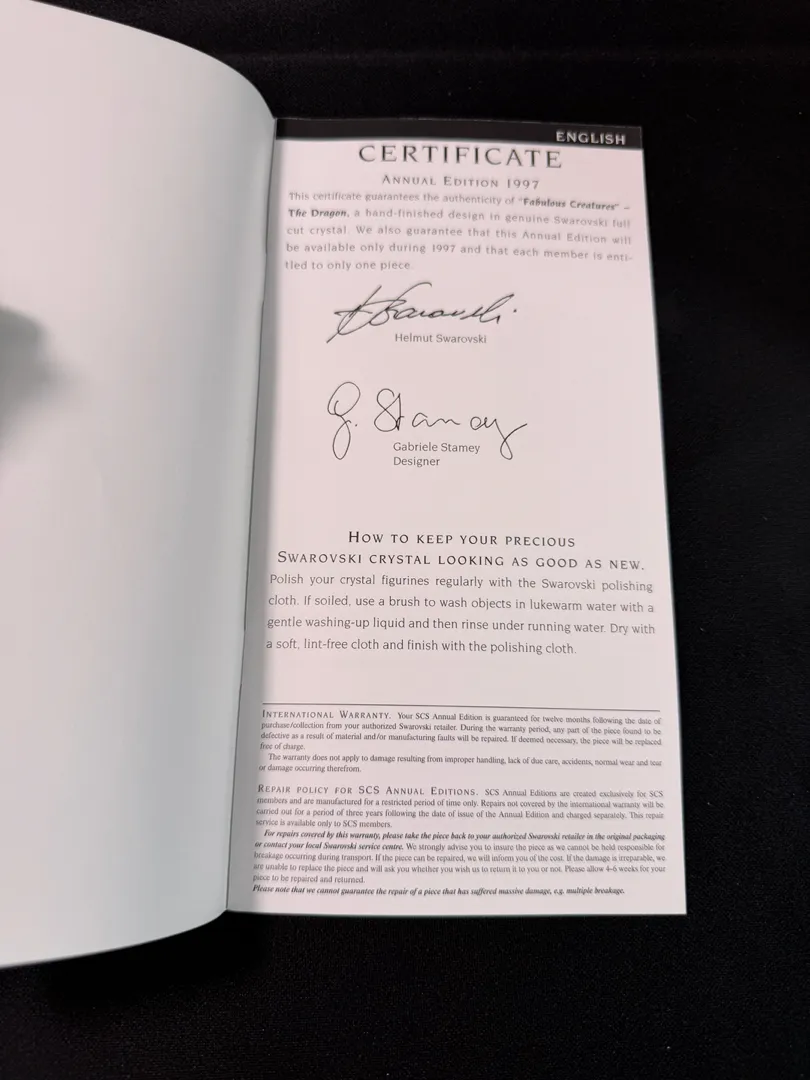 ENGLISH
CERTIFICATE
ANNUAL EDITION 1997
This certificate guarantees the authenticity of "Fabulous Creatures" –
The Dragon, a hand-finished design in genuine Swarovski full
cut crystal. We also guarantee that this Annual Edition will
be available only during 1997 and that each member is enti-
tled to only one piece.
Helmut Swarovski
G. Stamey
Gabriele Stamey
Designer
HOW TO KEEP YOUR PRECIOUS
SWAROVSKI CRYSTAL LOOKING AS GOOD AS NEW.
Polish your crystal figurines regularly with the Swarovski polishing
cloth. If soiled, use a brush to wash objects in lukewarm water with a
gentle washing-up liquid and then rinse under running water. Dry with
a soft, lint-free cloth and finish with the polishing cloth.
INTERNATIONAL WARRANTY. Your SCS Annual Edition is guaranteed for twelve months following the date of
purchase/collection from your authorized Swarovski retailer. During the warranty period, any part of the piece found to be
defective as a result of material and/or manufacturing faults will be repaired. If deemed necessary, the piece will be replaced
free of charge.
The warranty does not apply to damage resulting from improper handling, lack of due care, accidents, normal wear and tear
or damage occurring therefrom.
REPAIR POLICY FOR SCS ANNUAL EDITIONS. SCS Annual Editions are created exclusively for SCS
members and are manufactured for a restricted period of time only. Repairs not covered by the international warranty will be
carried out for a period of three years following the date of issue of the Annual Edition and charged separately. This repair
service is available only to SCS members.
For repairs covered by this warranty, please take the piece back to your authorized Swarovski retailer in the original packaging
or contact your local Swarovski service centre. We strongly advise you to insure the piece as we cannot be held responsible for
breakage occurring during transport. If the piece can be repaired, we will inform you of the cost. If the damage is irreparable, we
are unable to replace the piece and will ask you whether you wish us to return it to you or not. Please allow 4–6 weeks for your
piece to be repaired and returned.
Please note that we cannot guarantee the repair of a piece that has suffered massive damage, e.g. multiple breakage.